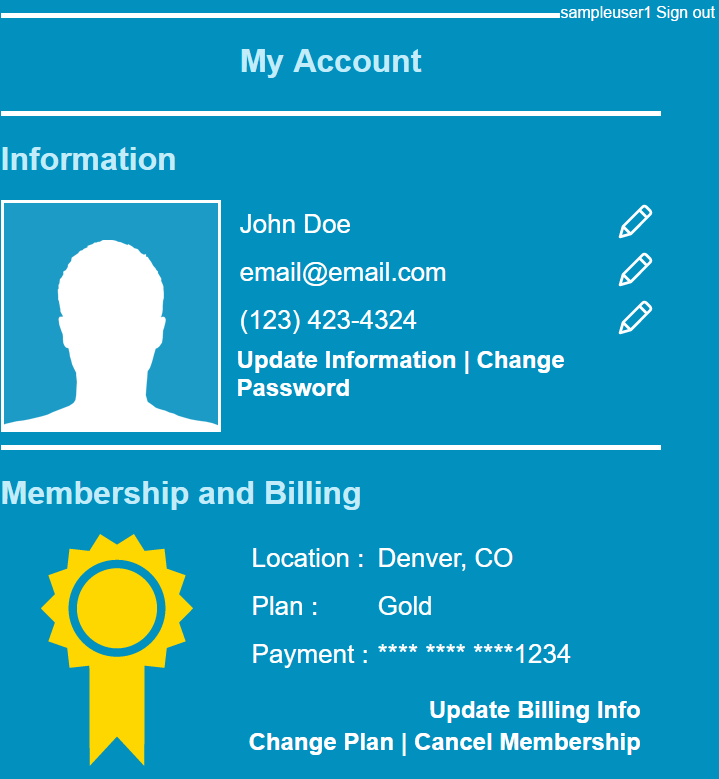 sampleuser1 Sign out
My Account
Information
John Doe
email@email.com
(123) 423-4324
Update Information | Change
Password
Membership and Billing
Location : Denver, CO
Plan : Gold
Payment : **** **** ****1234
Update Billing Info
Change Plan | Cancel Membership